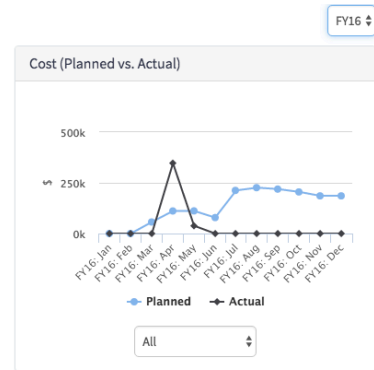 FY16
Cost (Planned vs. Actual)
500k
$ 250k
0k
FY16: Jan FY16: Feb FY16: Mar FY16: Apr FY16: May FY16: Jun FY16: Jul FY16: Aug FY16: Sep FY16: Oct FY16: Nov FY16: Dec
Planned Actual
All